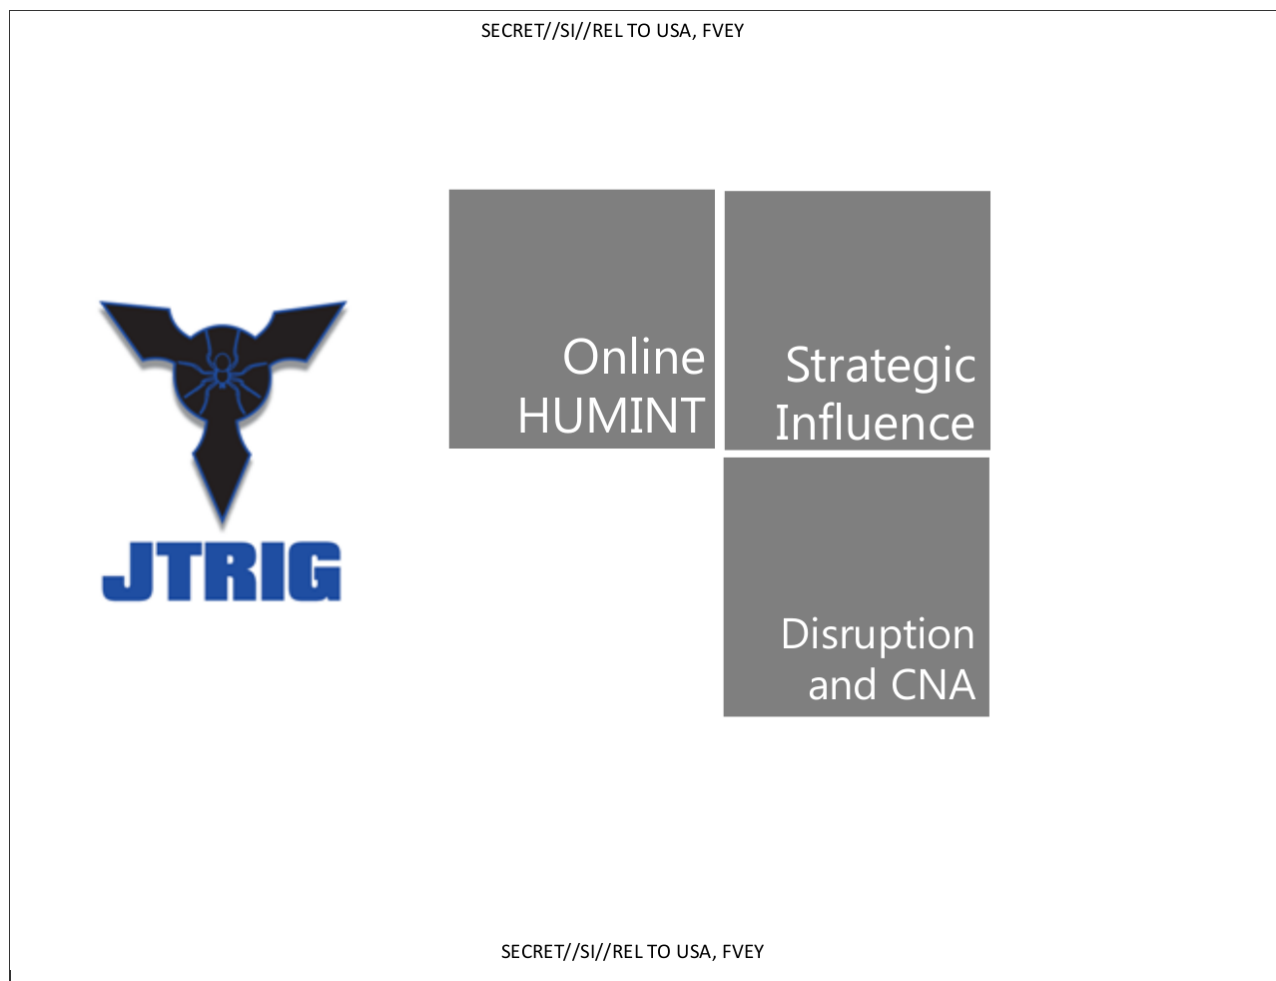 SECRET//SI//REL TO USA, FVEY
Online
HUMINT
Strategic
Influence
JTRIG
Disruption
and CNA
SECRET//SI//REL TO USA, FVEY